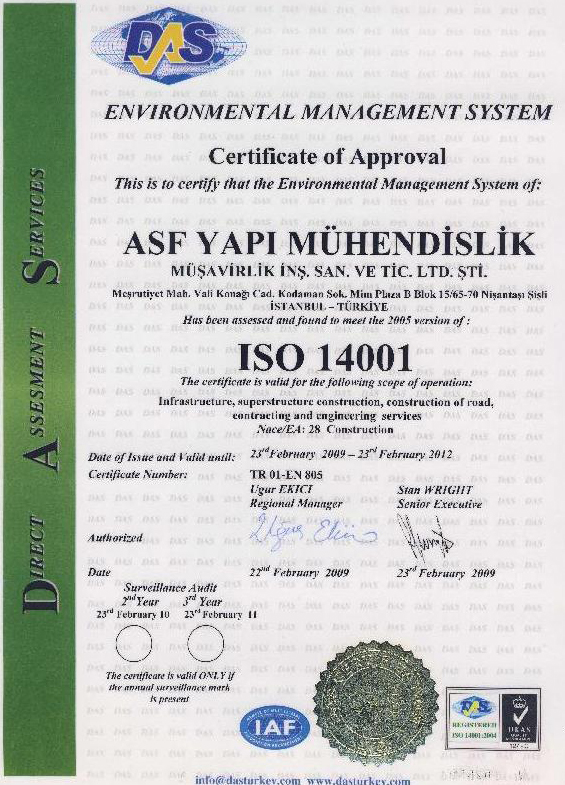 DAS
ENVIRONMENTAL MANAGEMENT SYSTEM
Certificate of Approval
This is to certify that the Environmental Management System of:
ASF YAPI MÜHENDİSLİK
MÜŞAVİRLİK İNŞ. SAN. VE TİC. LTD. ŞTİ.
Meşrutiyet Mah. Vali Konağı Cad. Kodaman Sok. Mim Plaza B Blok 15/65-70 Nişantaşı Şişli
İSTANBUL – TÜRKİYE
Has been assessed and found to meet the 2005 version of :
ISO 14001
The certificate is valid for the following scope of operation:
Infrastructure, superstructure construction, construction of road,
contracting and engineering services
Nace/EA: 28 Construction
Date of Issue and Valid until: 23rd February 2009 – 23rd February 2012
Certificate Number: TR 01-EN 805
Ugur EKICI Stan WRIGHT
Regional Manager Senior Executive
Authorized
Date 22nd February 2009 23rd February 2009
Surveillance Audit
2nd Year 3rd Year
23rd February 10 23rd February 11
The certificate is valid ONLY if
the annual surveillance mark
is present
IAF
DAS
REGISTERED
ISO 14001:2004
UKAS
info@dasturkey.com www.dasturkey.com
DIRECT ASSESMENT SERVICES